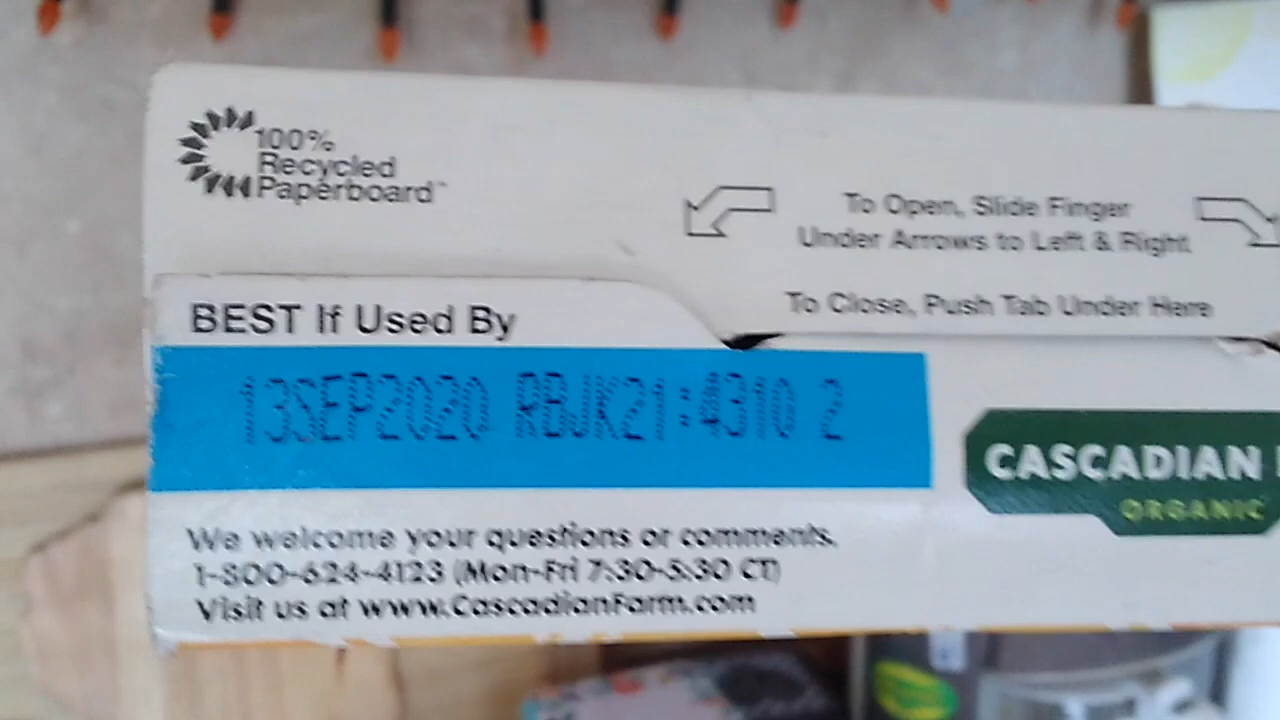 100%
Recycled
Paperboard™
To Open, Slide Finger
Under Arrows to Left & Right
To Close, Push Tab Under Here
BEST If Used By
13SEP2020 RBJK21:4310 2
CASCADIAN
ORGANIC
We welcome your questions or comments.
1-800-624-4123 (Mon-Fri 7:30-5:30 CT)
Visit us at www.CascadianFarm.com